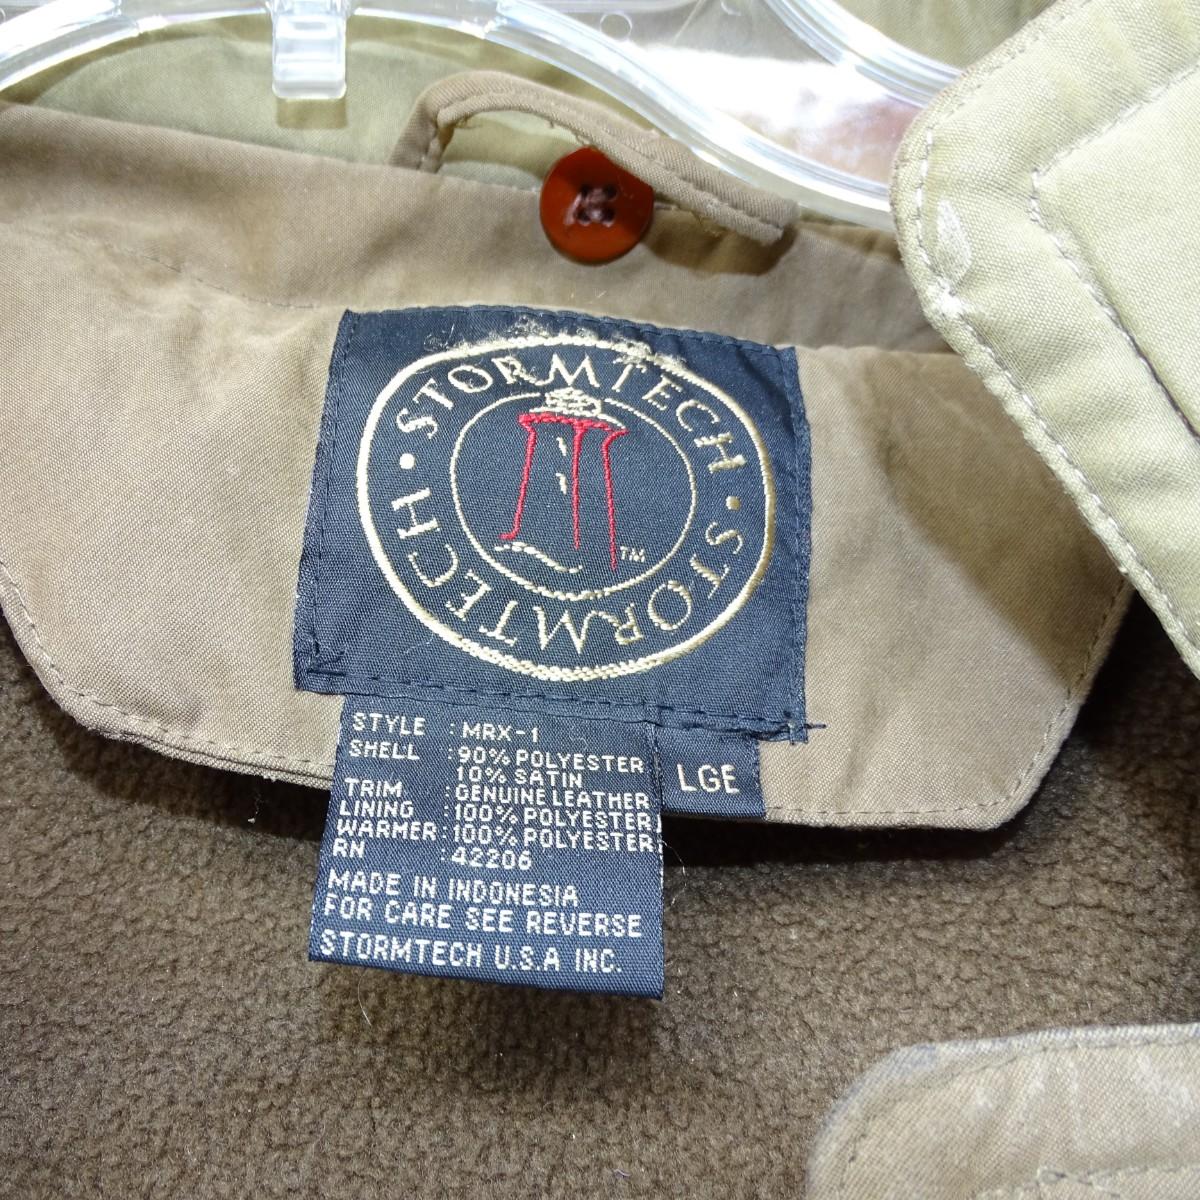 STORMTECH • STORMTECH •
TM
STYLE : MRX-1
SHELL : 90% POLYESTER
10% SATIN
TRIM : GENUINE LEATHER
LINING : 100% POLYESTER
WARMER : 100% POLYESTER
RN : 42206
MADE IN INDONESIA
FOR CARE SEE REVERSE
STORMTECH U.S.A INC.
LGE